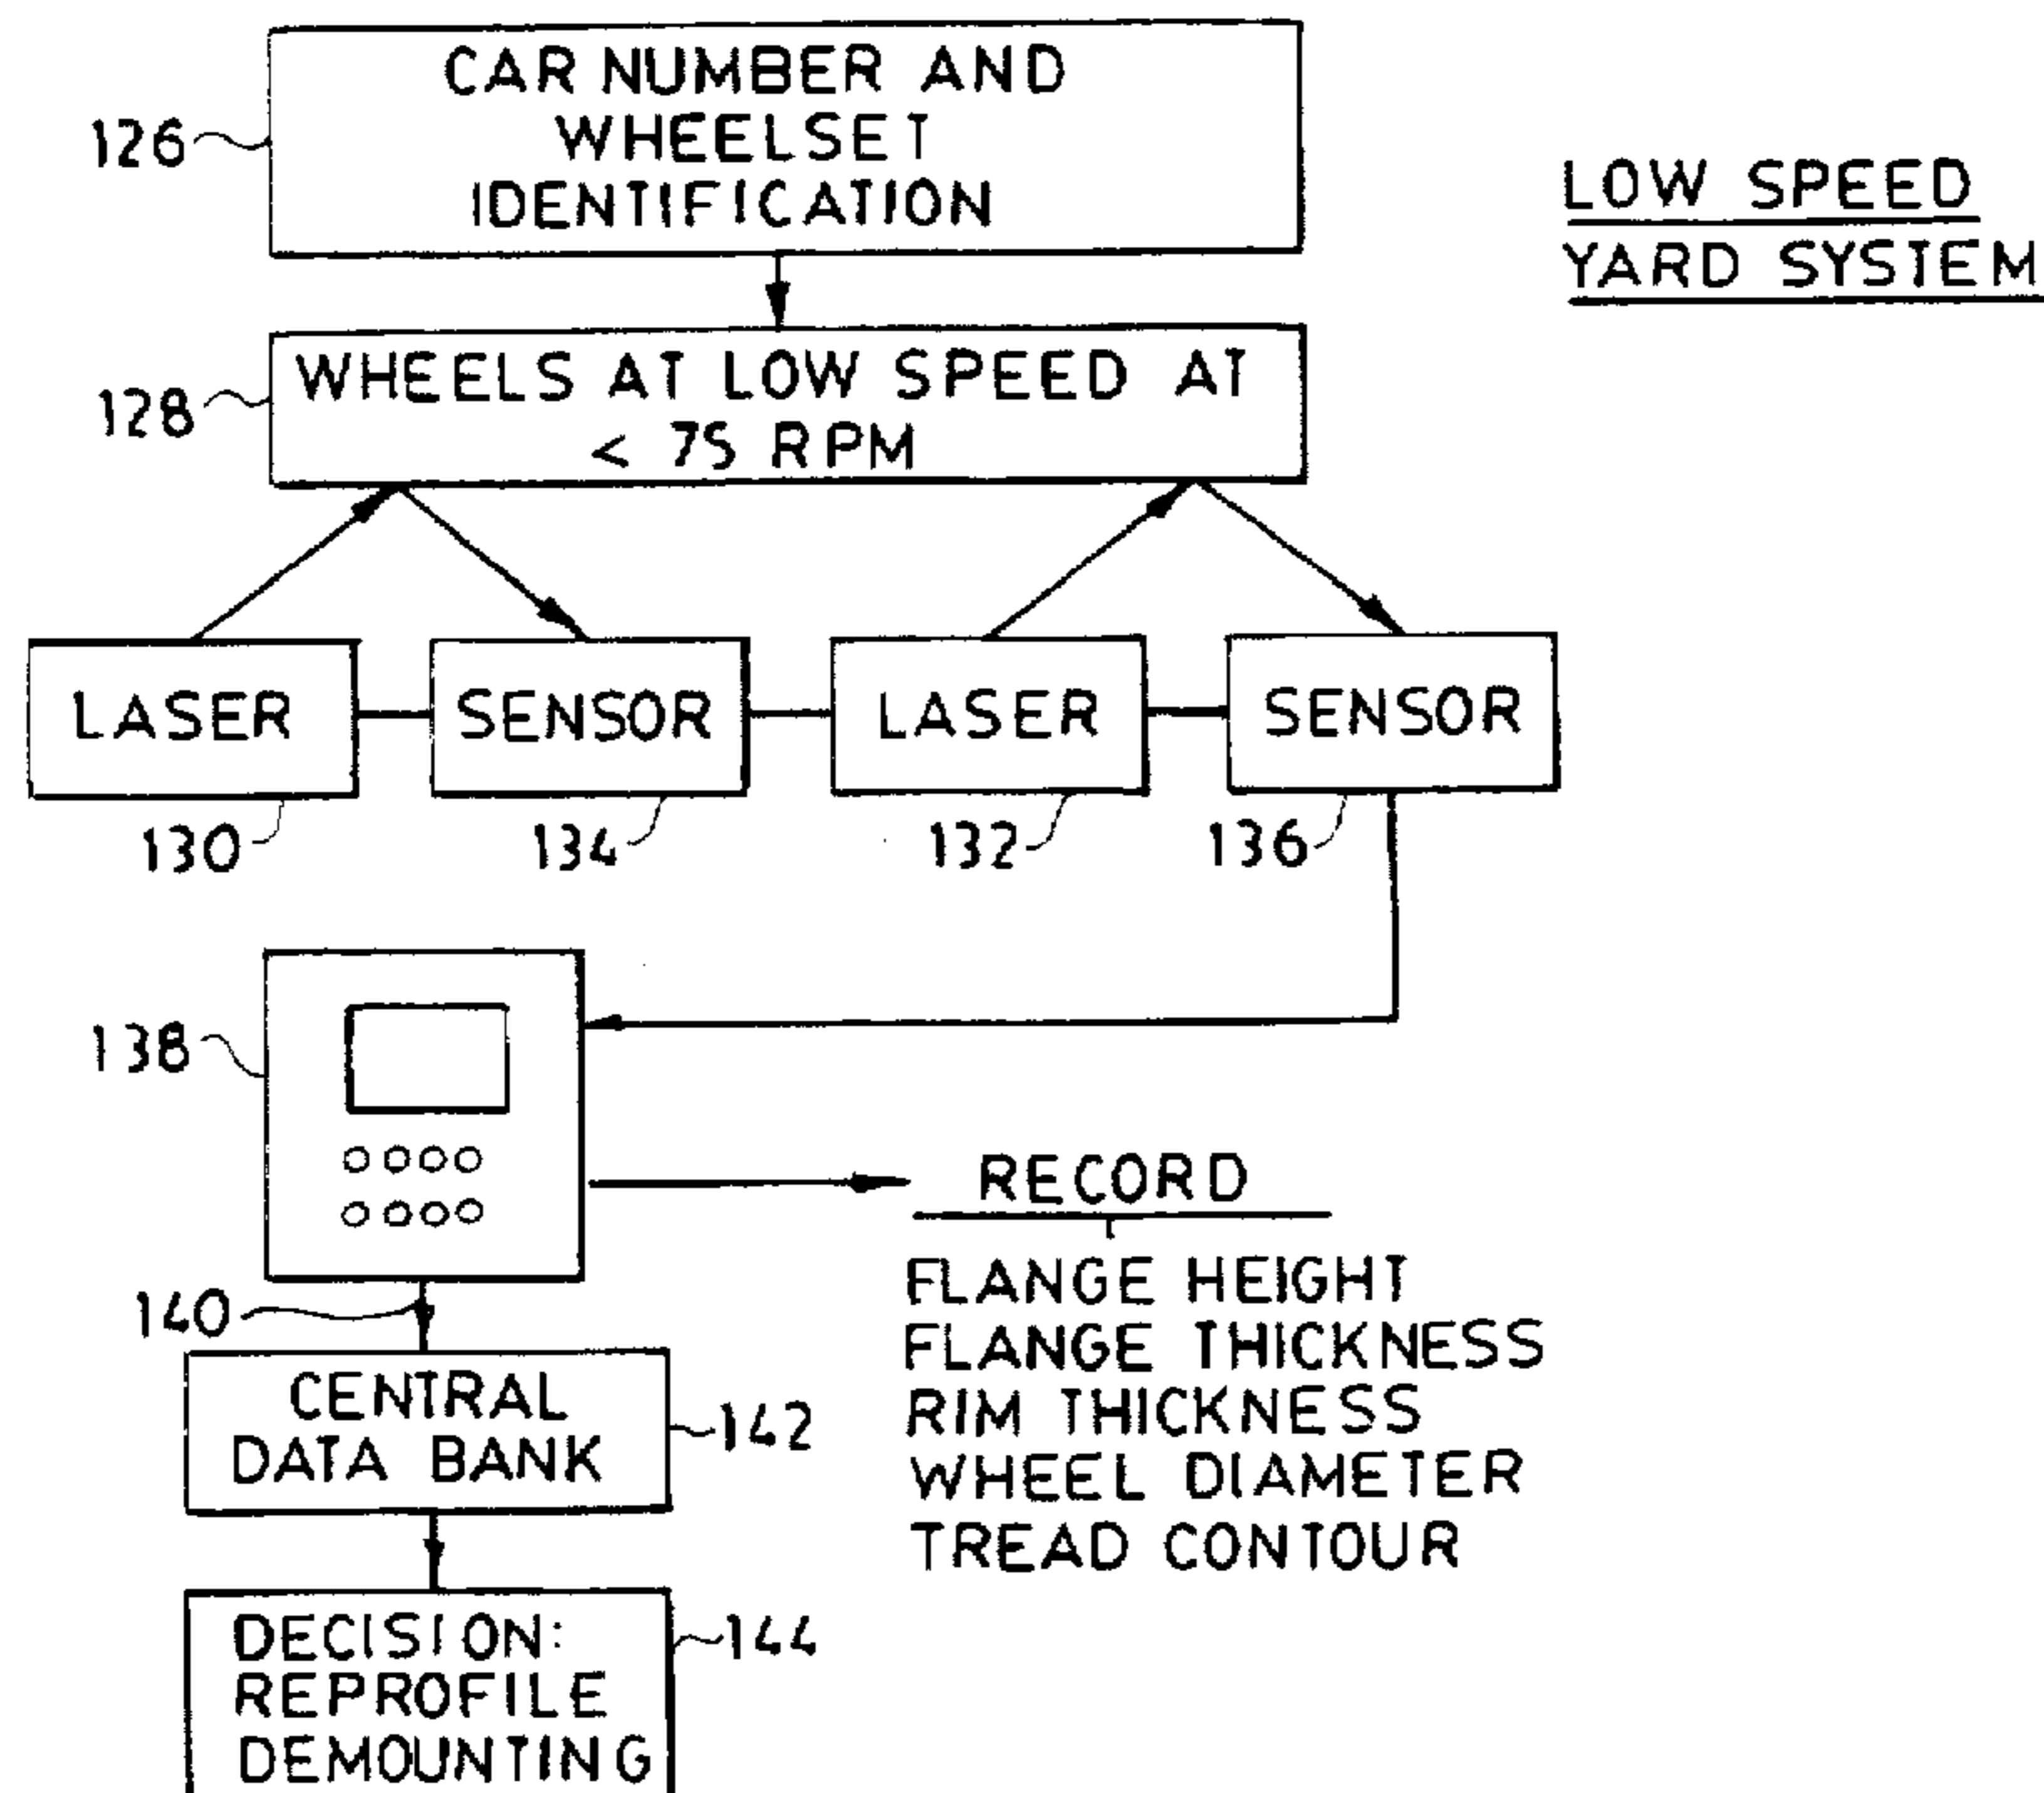 CAR NUMBER AND
WHEELSET
IDENTIFICATION
126
LOW SPEED
YARD SYSTEM
WHEELS AT LOW SPEED AT
< 75 RPM
128
LASER
SENSOR
LASER
SENSOR
130
134
132
136
138
RECORD
FLANGE HEIGHT
FLANGE THICKNESS
RIM THICKNESS
WHEEL DIAMETER
TREAD CONTOUR
140
CENTRAL
DATA BANK
142
DECISION:
REPROFILE
DEMOUNTING
144